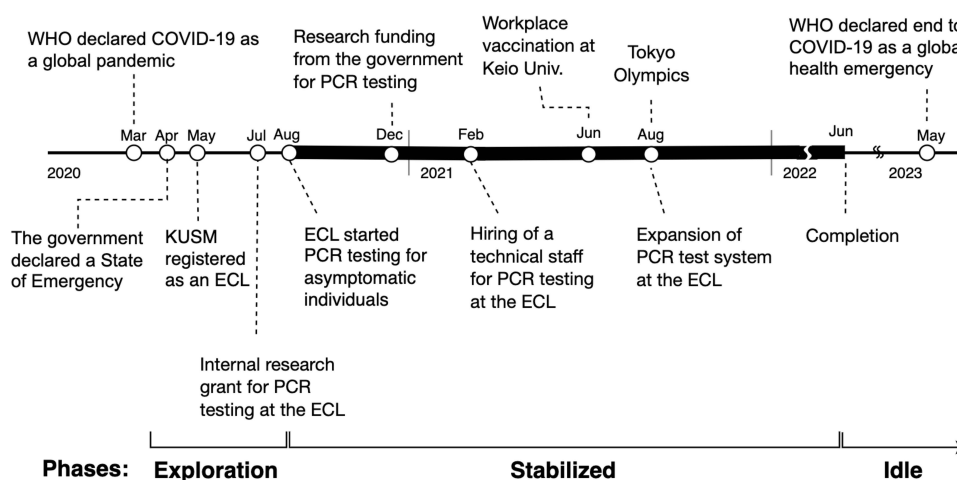 WHO declared COVID-19 as
a global pandemic
Research funding
from the government
for PCR testing
Workplace
vaccination at
Keio Univ.
Tokyo
Olympics
WHO declared end to
COVID-19 as a global
health emergency
Mar Apr May Jul Aug Dec Feb Jun Aug Jun May
2020 2021 2022 2023
The government
declared a State
of Emergency
KUSM
registered
as an ECL
ECL started
PCR testing for
asymptomatic
individuals
Hiring of a
technical staff
for PCR testing
at the ECL
Expansion of
PCR test system
at the ECL
Completion
Internal research
grant for PCR
testing at the ECL
Phases: Exploration Stabilized Idle